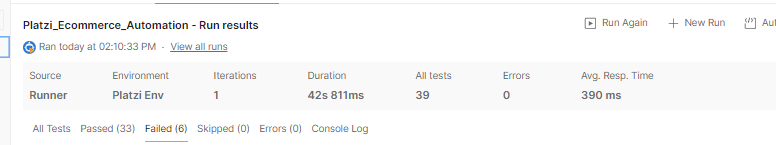 Platzi_Ecommerce_Automation - Run results
Run Again
New Run
Ran today at 02:10:33 PM · View all runs
Source Environment Iterations Duration All tests Errors Avg. Resp. Time
Runner Platzi Env 1 42s 811ms 39 0 390 ms
All Tests Passed (33) Failed (6) Skipped (0) Errors (0) Console Log